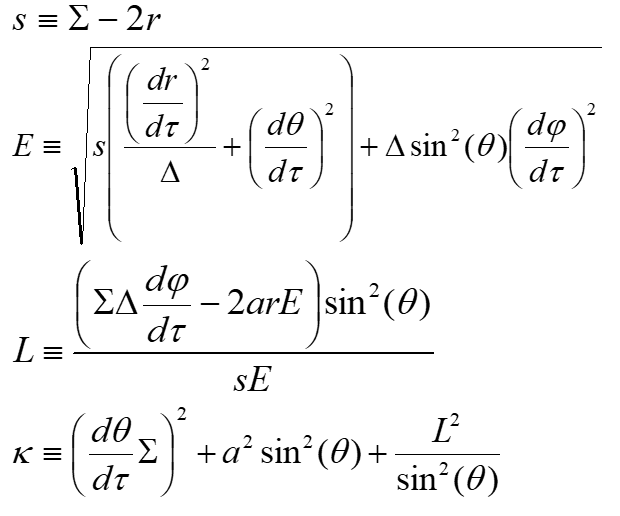 s ≡ Σ − 2r
E ≡ √( s( (dr/dτ)² / Δ + (dθ/dτ)² ) + Δ sin²(θ)(dφ/dτ)² )
L ≡ (ΣΔ dφ/dτ − 2arE) sin²(θ) / sE
κ ≡ (dθ/dτ Σ)² + a² sin²(θ) + L² / sin²(θ)